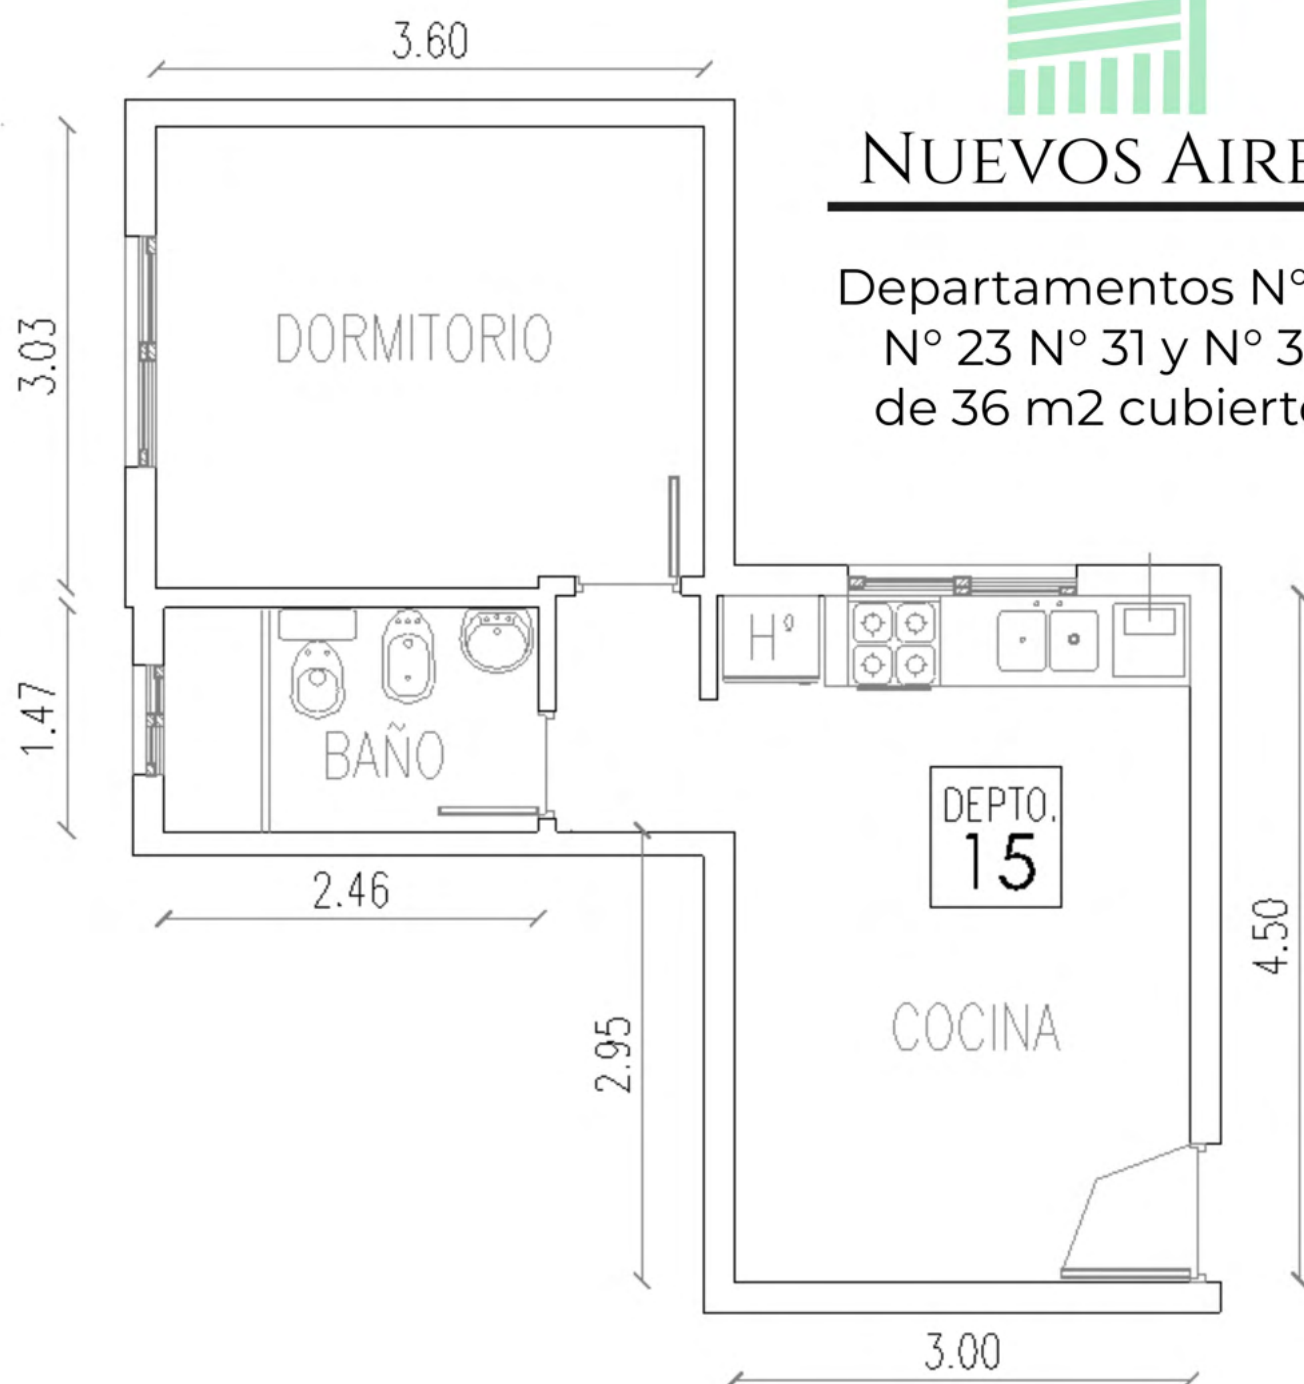 3.60
NUEVOS AIRE
Departamentos N°
N° 23 N° 31 y N° 3
de 36 m2 cubierto
3.03
DORMITORIO
H°
1.47
BAÑO
DEPTO.
15
2.46
4.50
2.95
COCINA
3.00